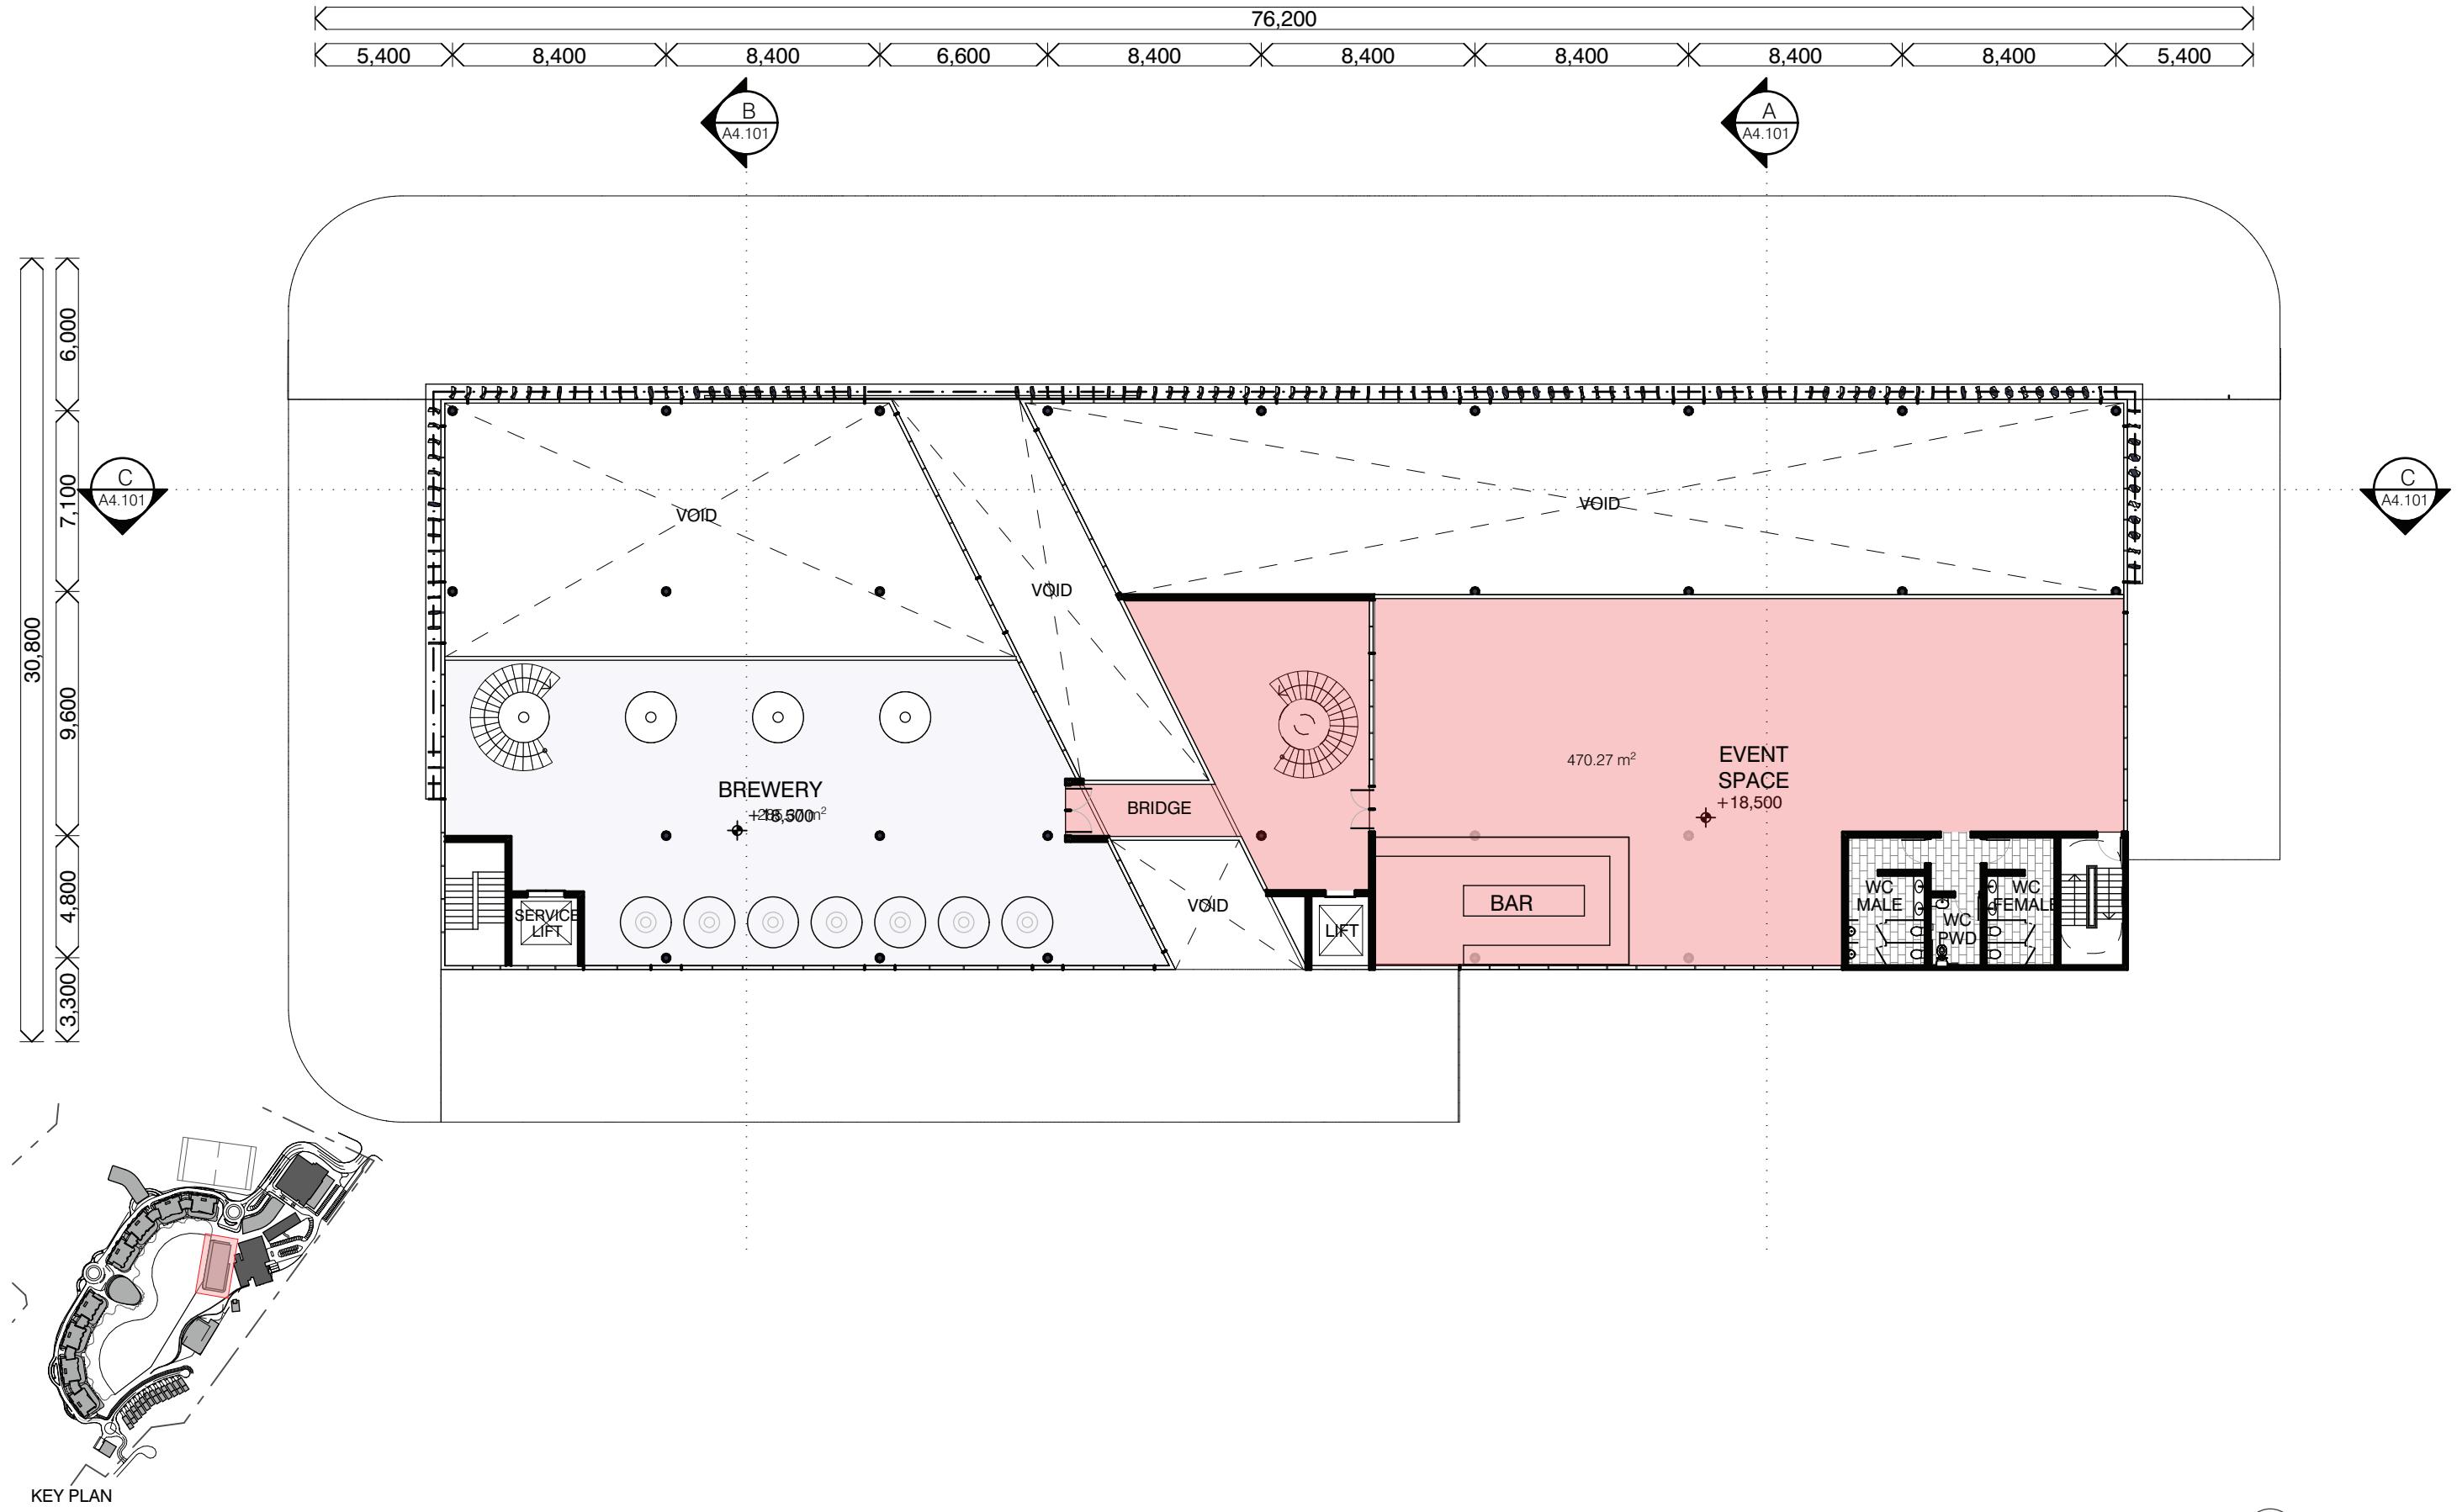 76,200
5,400 8,400 8,400 6,600 8,400 8,400 8,400 8,400 8,400 5,400
B
A4.101
A
A4.101
30,800
6,000
7,100
9,600
4,800
3,300
C
A4.101
C
A4.101
VOID
VOID
VOID
BREWERY
+18,500
BRIDGE
470.27 m²
EVENT
SPACE
+18,500
SERVICE
LIFT
VOID
LIFT
BAR
WC
MALE
WC
PWD
WC
FEMALE
KEY PLAN